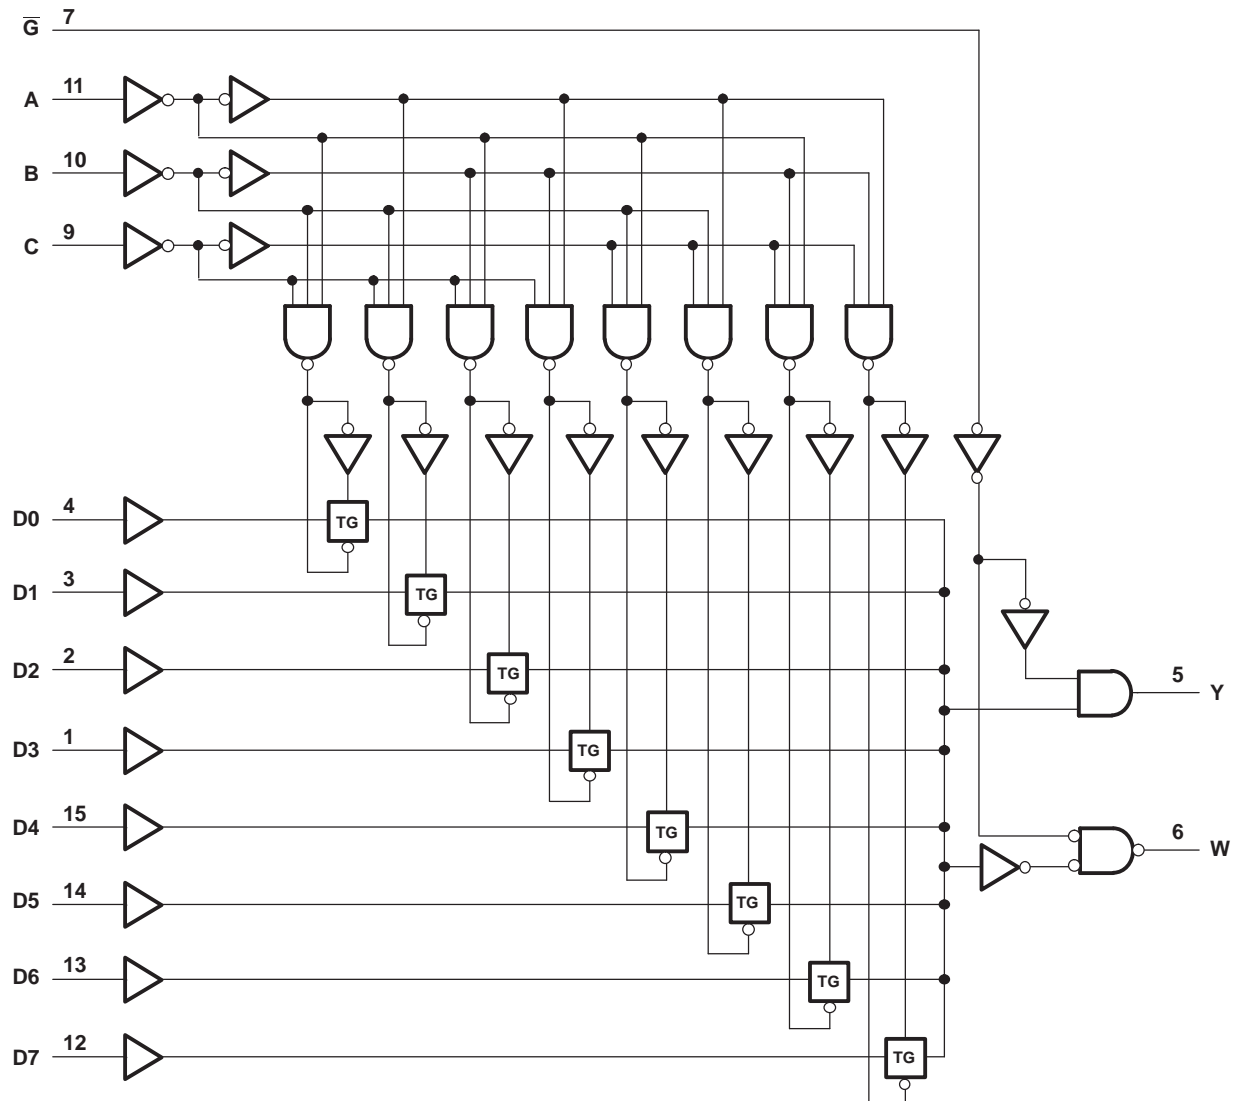 G̅ 7
A 11
B 10
C 9
D0 4 TG
D1 3 TG
D2 2 TG
5 Y
D3 1 TG
D4 15 TG
6 W
D5 14 TG
D6 13 TG
D7 12 TG